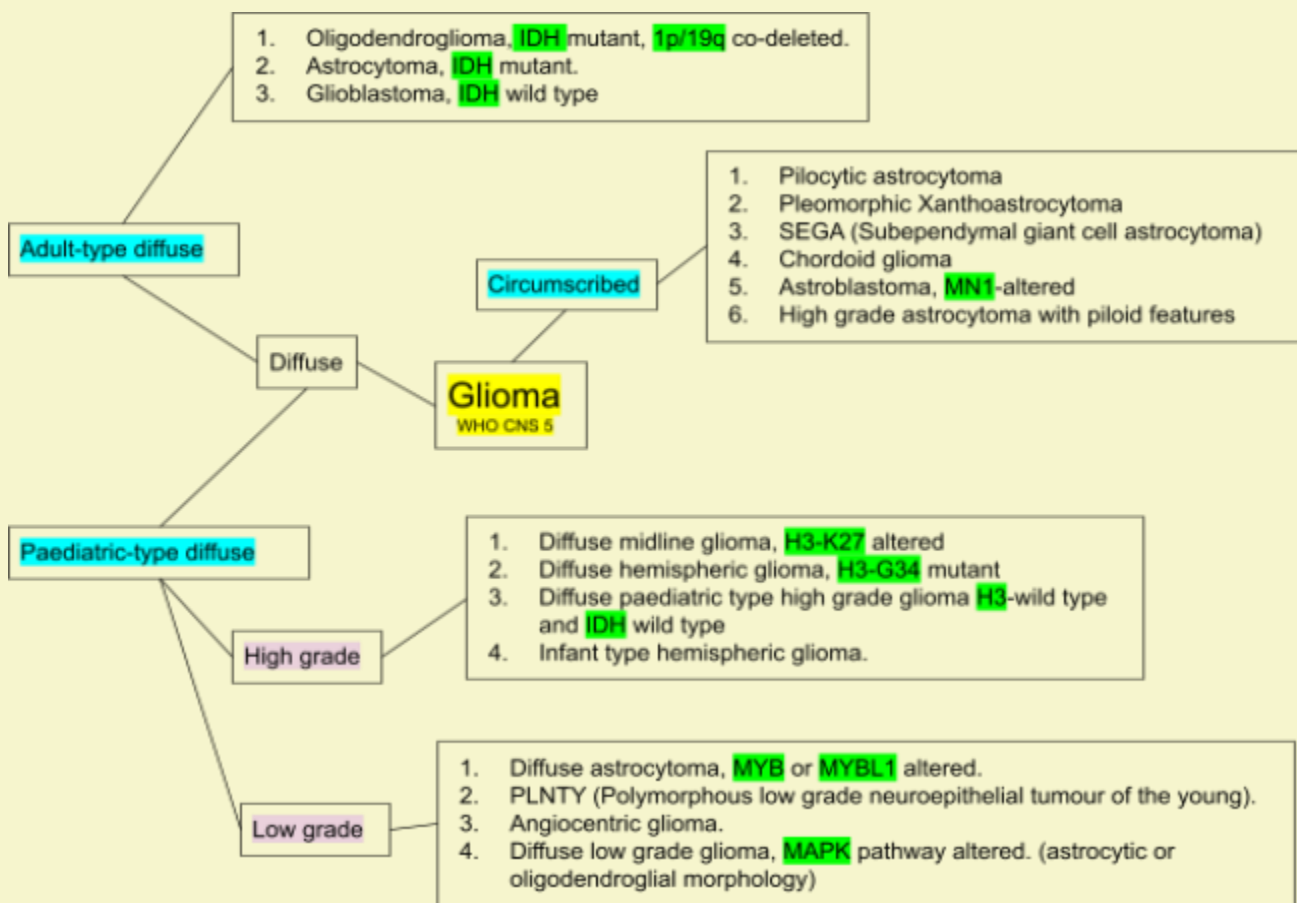 1. Oligodendroglioma, IDH mutant, 1p/19q co-deleted.
2. Astrocytoma, IDH mutant.
3. Glioblastoma, IDH wild type
Adult-type diffuse
1. Pilocytic astrocytoma
2. Pleomorphic Xanthoastrocytoma
3. SEGA (Subependymal giant cell astrocytoma)
4. Chordoid glioma
5. Astroblastoma, MN1-altered
6. High grade astrocytoma with piloid features
Circumscribed
Diffuse
Glioma
WHO CNS 5
Paediatric-type diffuse
1. Diffuse midline glioma, H3-K27 altered
2. Diffuse hemispheric glioma, H3-G34 mutant
3. Diffuse paediatric type high grade glioma H3-wild type
and IDH wild type
4. Infant type hemispheric glioma.
High grade
1. Diffuse astrocytoma, MYB or MYBL1 altered.
2. PLNTY (Polymorphous low grade neuroepithelial tumour of the young).
3. Angiocentric glioma.
4. Diffuse low grade glioma, MAPK pathway altered. (astrocytic or
oligodendroglial morphology)
Low grade